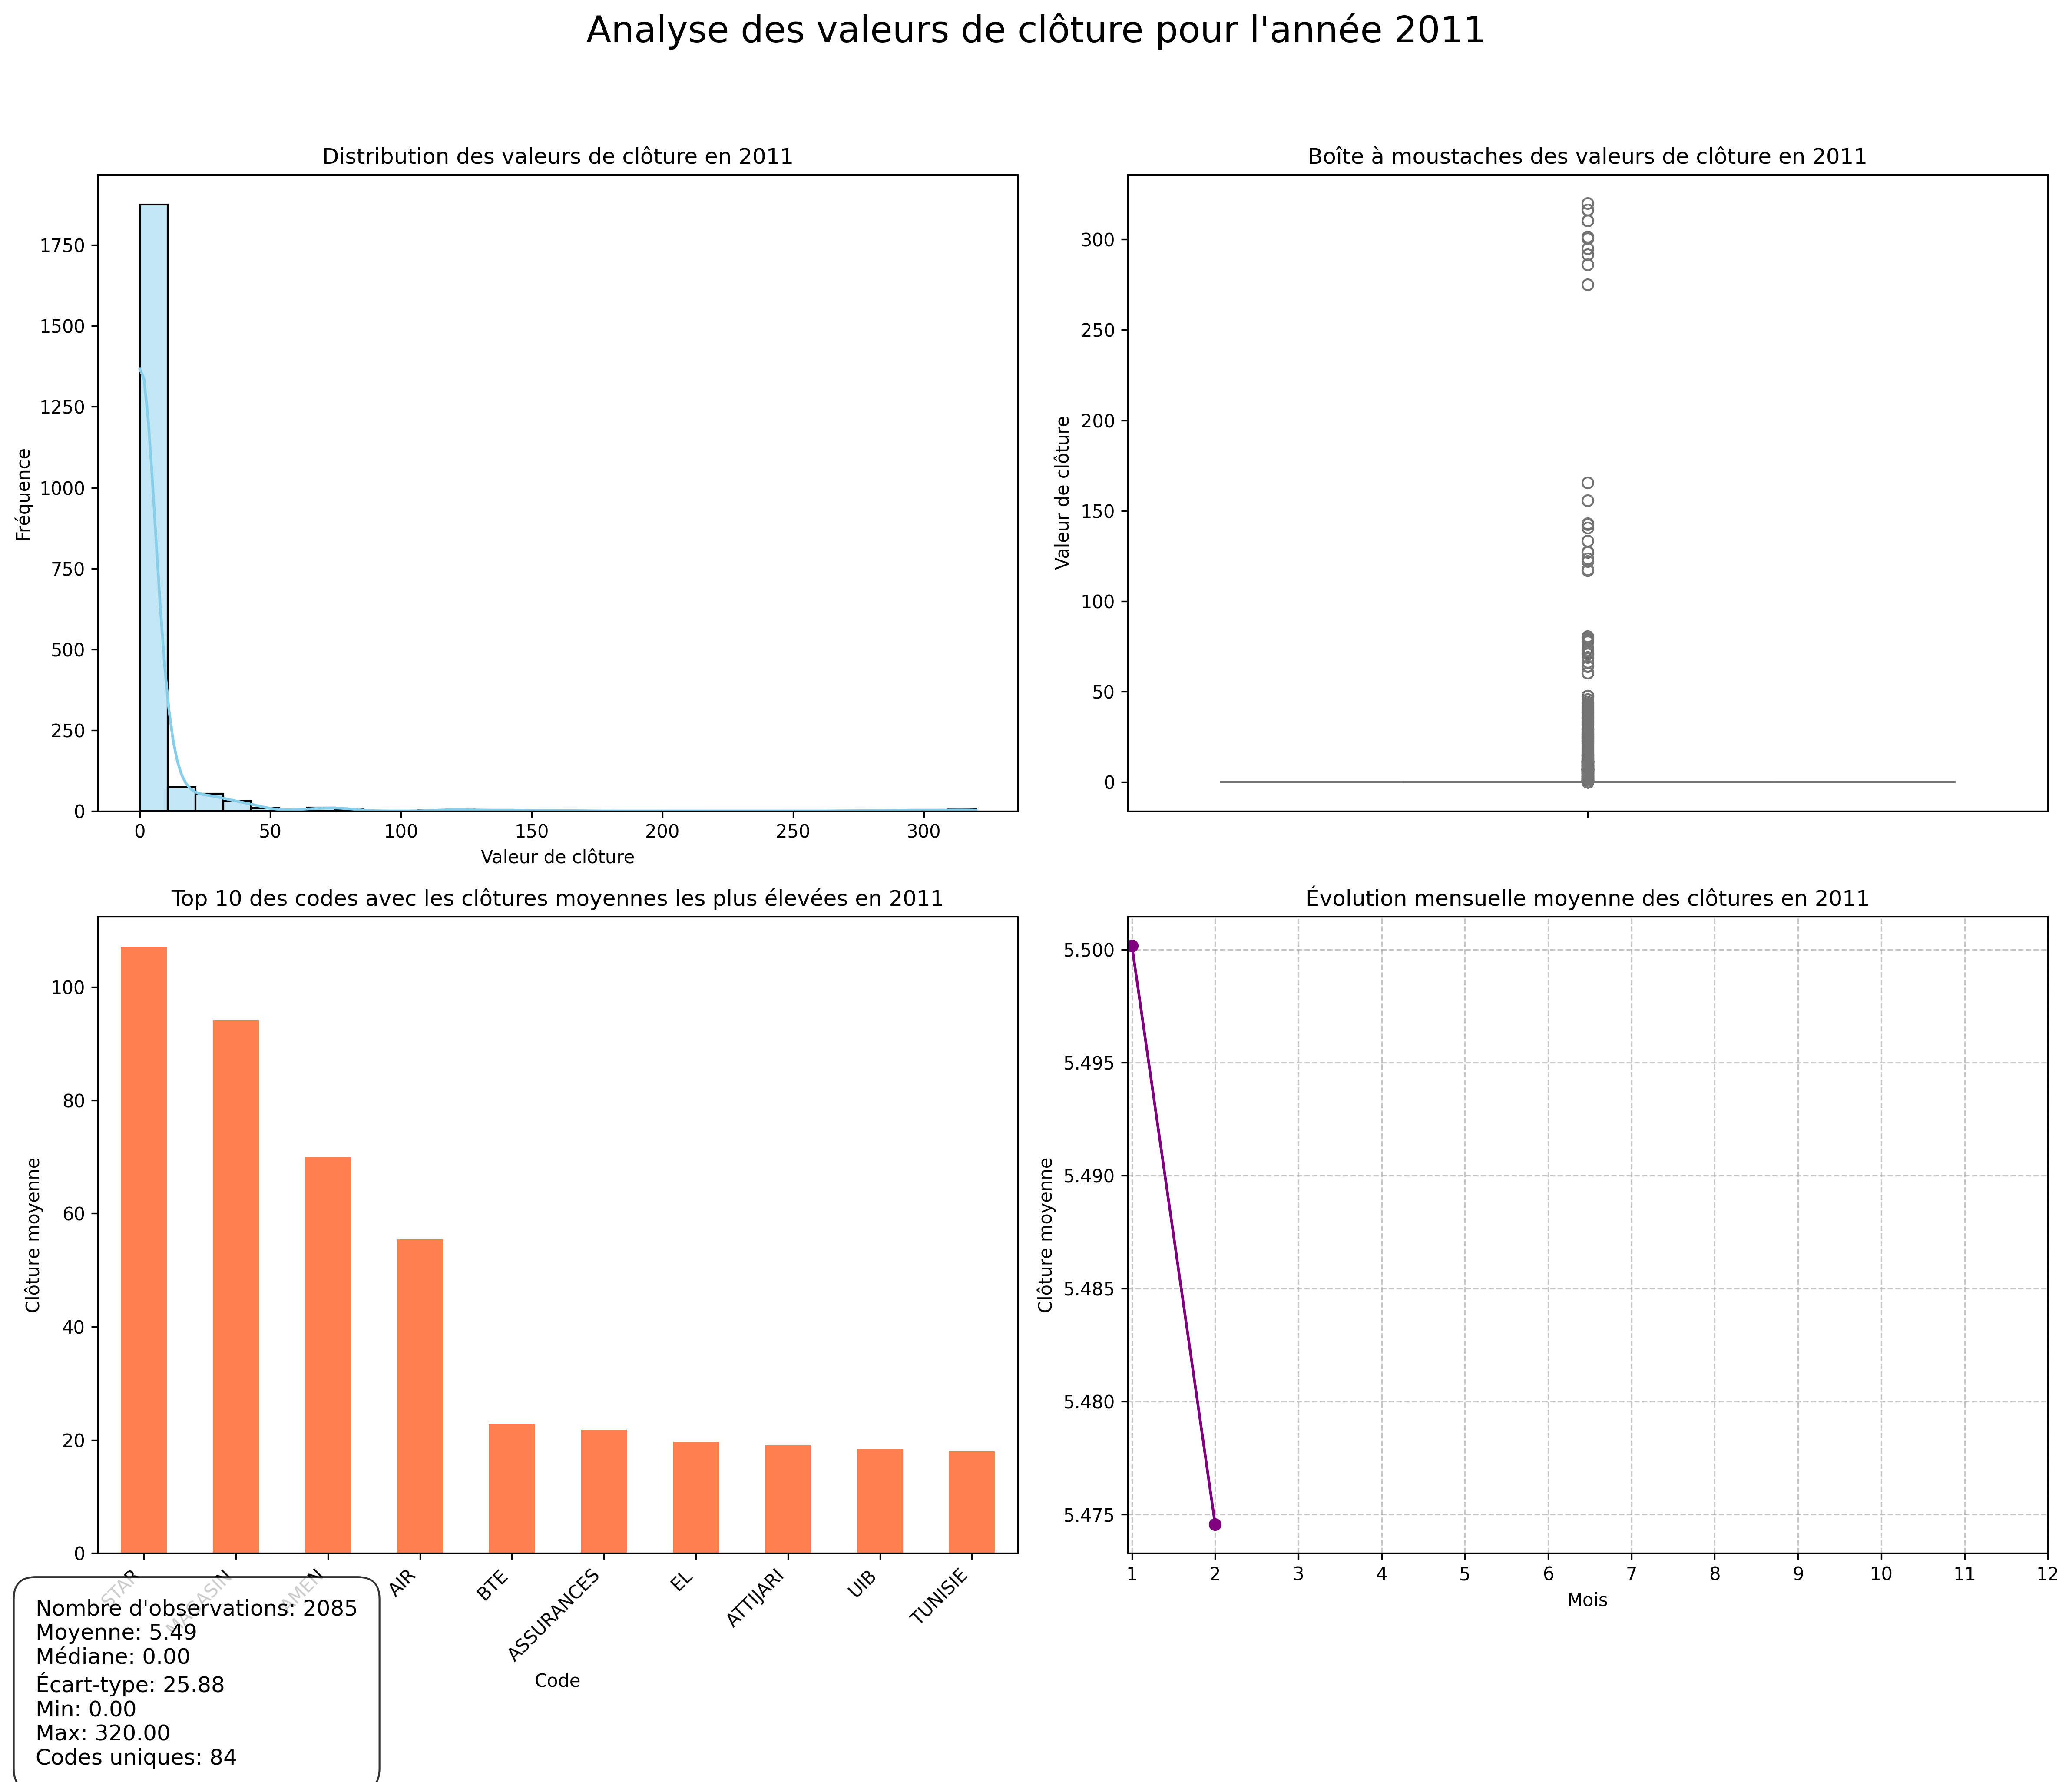 Analyse des valeurs de clôture pour l'année 2011
Distribution des valeurs de clôture en 2011
Fréquence
1750
1500
1250
1000
750
500
250
0
0 50 100 150 200 250 300
Valeur de clôture
Boîte à moustaches des valeurs de clôture en 2011
Valeur de clôture
300
250
200
150
100
50
0
Top 10 des codes avec les clôtures moyennes les plus élevées en 2011
Clôture moyenne
100
80
60
40
20
0
STAR
MAGASIN
AMEN
AIR
BTE
ASSURANCES
EL
ATTIJARI
UIB
TUNISIE
Code
Évolution mensuelle moyenne des clôtures en 2011
Clôture moyenne
5.500
5.495
5.490
5.485
5.480
5.475
1 2 3 4 5 6 7 8 9 10 11 12
Mois
Nombre d'observations: 2085
Moyenne: 5.49
Médiane: 0.00
Écart-type: 25.88
Min: 0.00
Max: 320.00
Codes uniques: 84